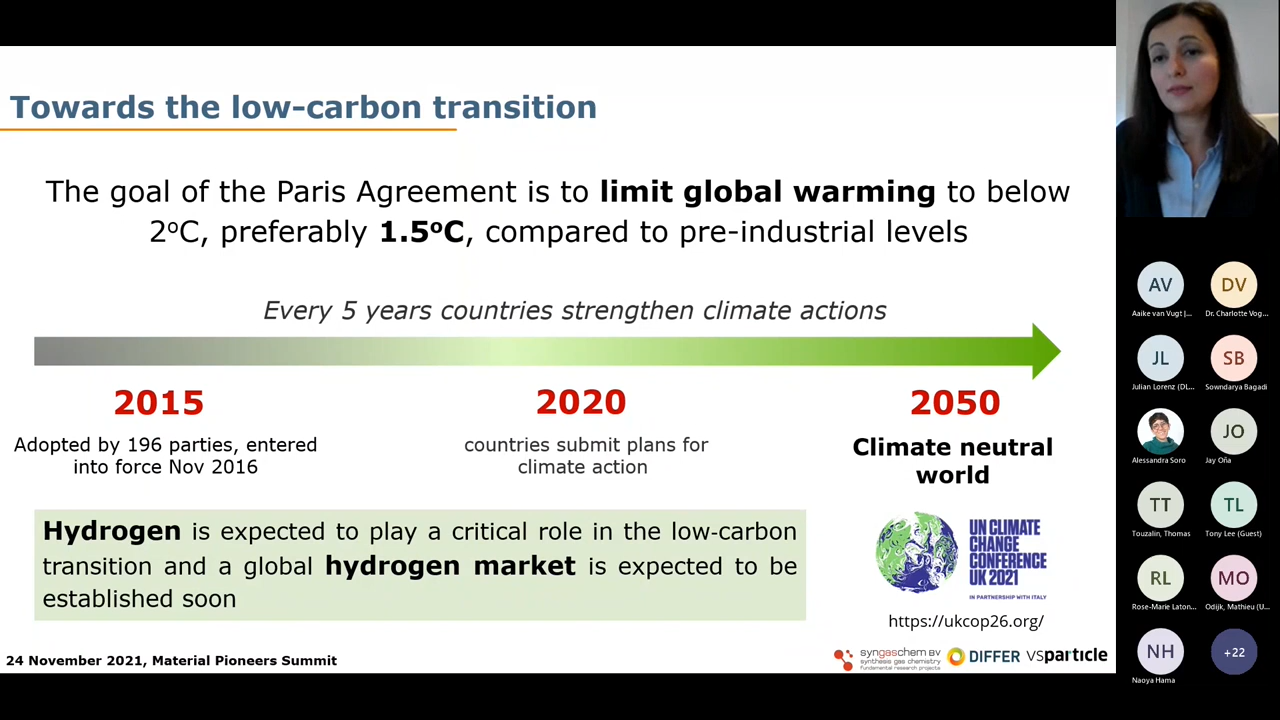 Towards the low-carbon transition
The goal of the Paris Agreement is to limit global warming to below
2°C, preferably 1.5°C, compared to pre-industrial levels
Every 5 years countries strengthen climate actions
2015
Adopted by 196 parties, entered
into force Nov 2016
2020
countries submit plans for
climate action
2050
Climate neutral
world
Hydrogen is expected to play a critical role in the low-carbon
transition and a global hydrogen market is expected to be
established soon
UN CLIMATE
CHANGE
CONFERENCE
UK 2021
IN PARTNERSHIP WITH ITALY
https://ukcop26.org/
24 November 2021, Material Pioneers Summit
syngaschem BV
synthesis gas chemistry
Fundamental research projects
DIFFER
VSPARTICLE
AV
Aaike van Vugt |...
DV
Dr. Charlotte Vog...
JL
Julian Lorenz (DL...
SB
Sowndarya Bagadi
Alessandra Soro
JO
Jay Oña
TT
Touzalin, Thomas
TL
Tony Lee (Guest)
RL
Rose-Marie Laton...
MO
Odijk, Mathieu (U...
NH
Naoya Hama
+22